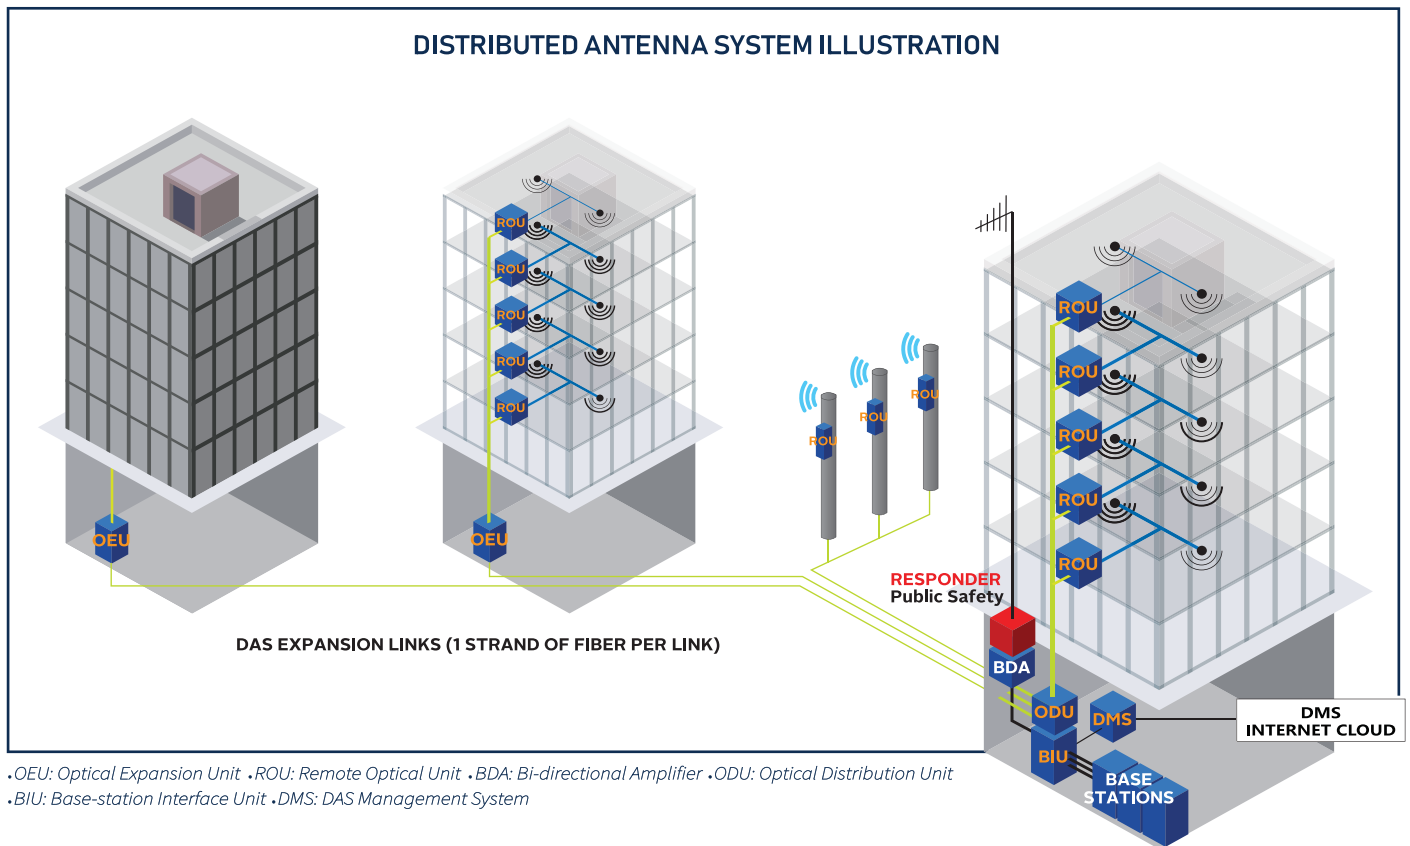 DISTRIBUTED ANTENNA SYSTEM ILLUSTRATION
ROU
ROU
ROU
ROU
ROU
OEU
OEU
ROU
ROU
ROU
ROU
ROU
ROU
ROU
ROU
RESPONDER
Public Safety
BDA
ODU
DMS
BIU
BASE
STATIONS
DMS
INTERNET CLOUD
DAS EXPANSION LINKS (1 STRAND OF FIBER PER LINK)
•OEU: Optical Expansion Unit •ROU: Remote Optical Unit •BDA: Bi-directional Amplifier •ODU: Optical Distribution Unit
•BIU: Base-station Interface Unit •DMS: DAS Management System